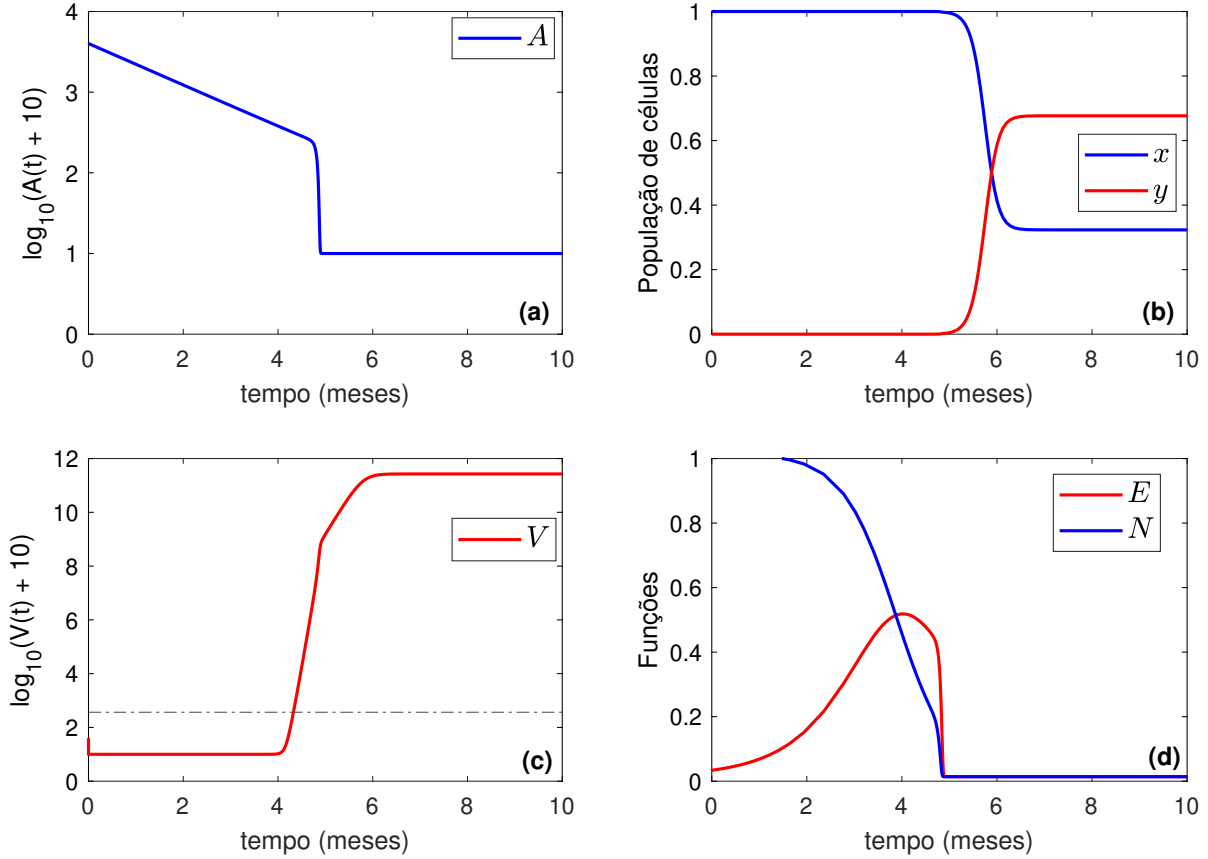 4
3
2
1
0
log10(A(t) + 10)
A
(a)
0 2 4 6 8 10
tempo (meses)
1
0.8
0.6
0.4
0.2
0
População de células
x
y
(b)
0 2 4 6 8 10
tempo (meses)
12
10
8
6
4
2
0
log10(V(t) + 10)
V
(c)
0 2 4 6 8 10
tempo (meses)
1
0.8
0.6
0.4
0.2
0
Funções
E
N
(d)
0 2 4 6 8 10
tempo (meses)